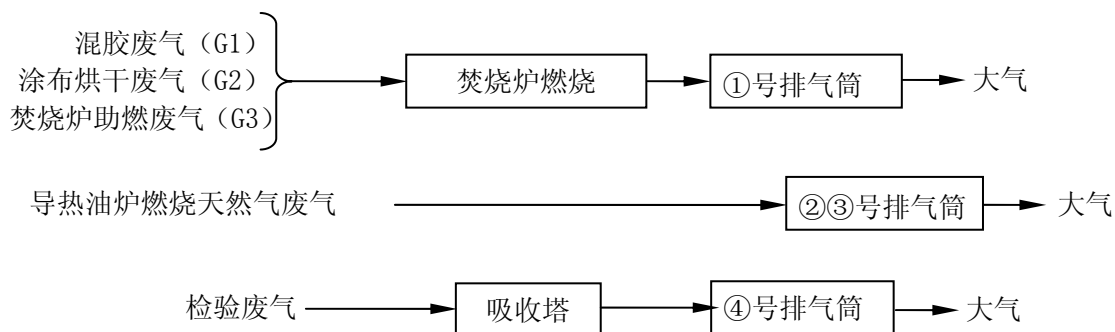 混胶废气（G1）
涂布烘干废气（G2）
焚烧炉助燃废气（G3）
焚烧炉燃烧
①号排气筒
大气
导热油炉燃烧天然气废气
②③号排气筒
大气
检验废气
吸收塔
④号排气筒
大气